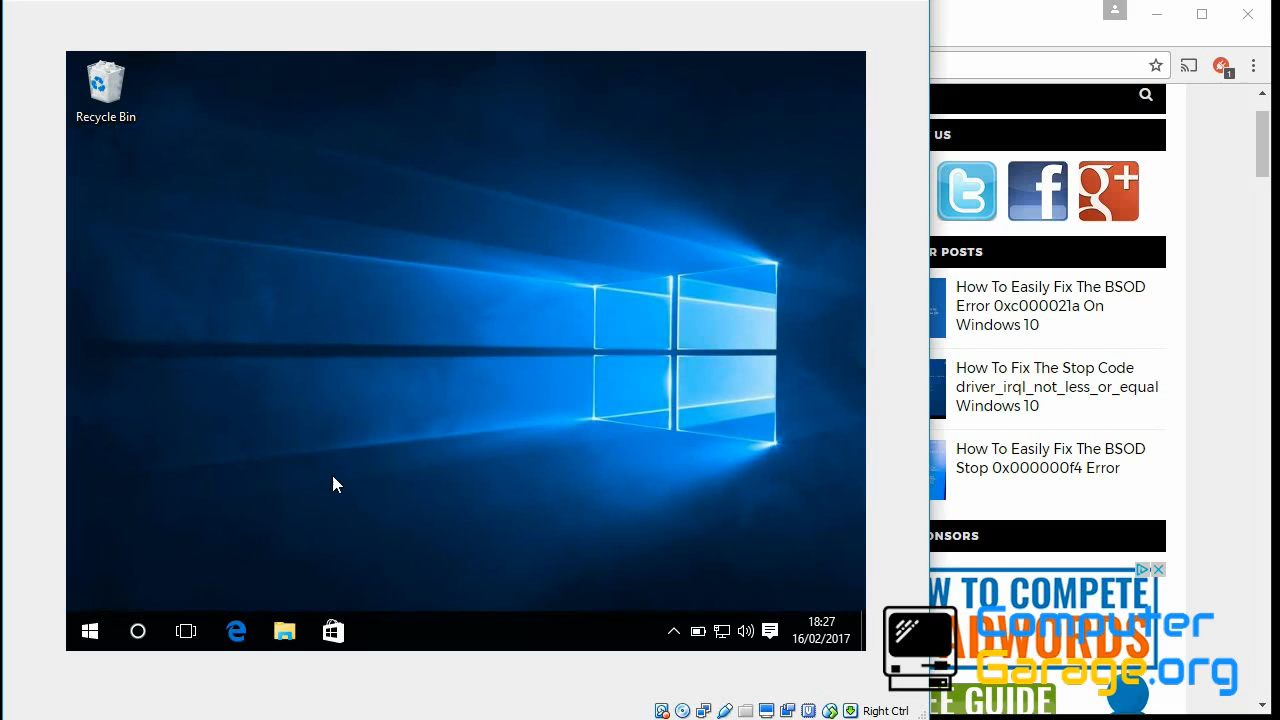 Recycle Bin
18:27
16/02/2017
Right Ctrl
1
US
t
f
g+
R POSTS
How To Easily Fix The BSOD
Error 0xc000021a On
Windows 10
How To Fix The Stop Code
driver_irql_not_less_or_equal
Windows 10
How To Easily Fix The BSOD
Stop 0x000000f4 Error
ONSORS
W TO COMPETE
ADWORDS
EE GUIDE
Computer
Garage.org